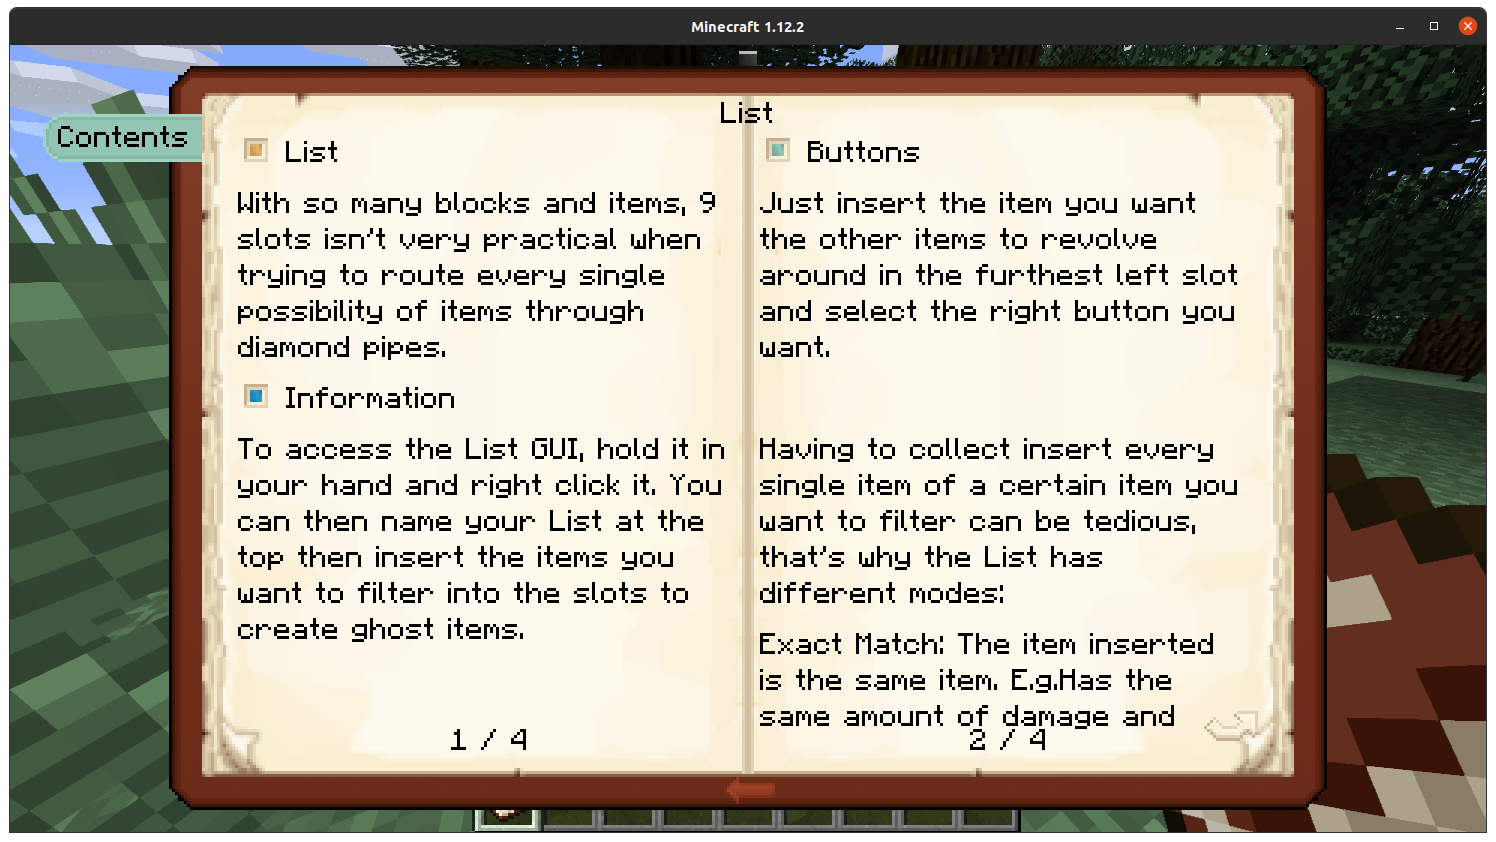 Minecraft 1.12.2
Contents
List
List
With so many blocks and items, 9
slots isn't very practical when
trying to route every single
possibility of items through
diamond pipes.
Information
To access the List GUI, hold it in
your hand and right click it. You
can then name your List at the
top then insert the items you
want to filter into the slots to
create ghost items.
1 / 4
Buttons
Just insert the item you want
the other items to revolve
around in the furthest left slot
and select the right button you
want.
Having to collect insert every
single item of a certain item you
want to filter can be tedious,
that's why the List has
different modes:
Exact Match: The item inserted
is the same item. E.g.Has the
same amount of damage and
2 / 4